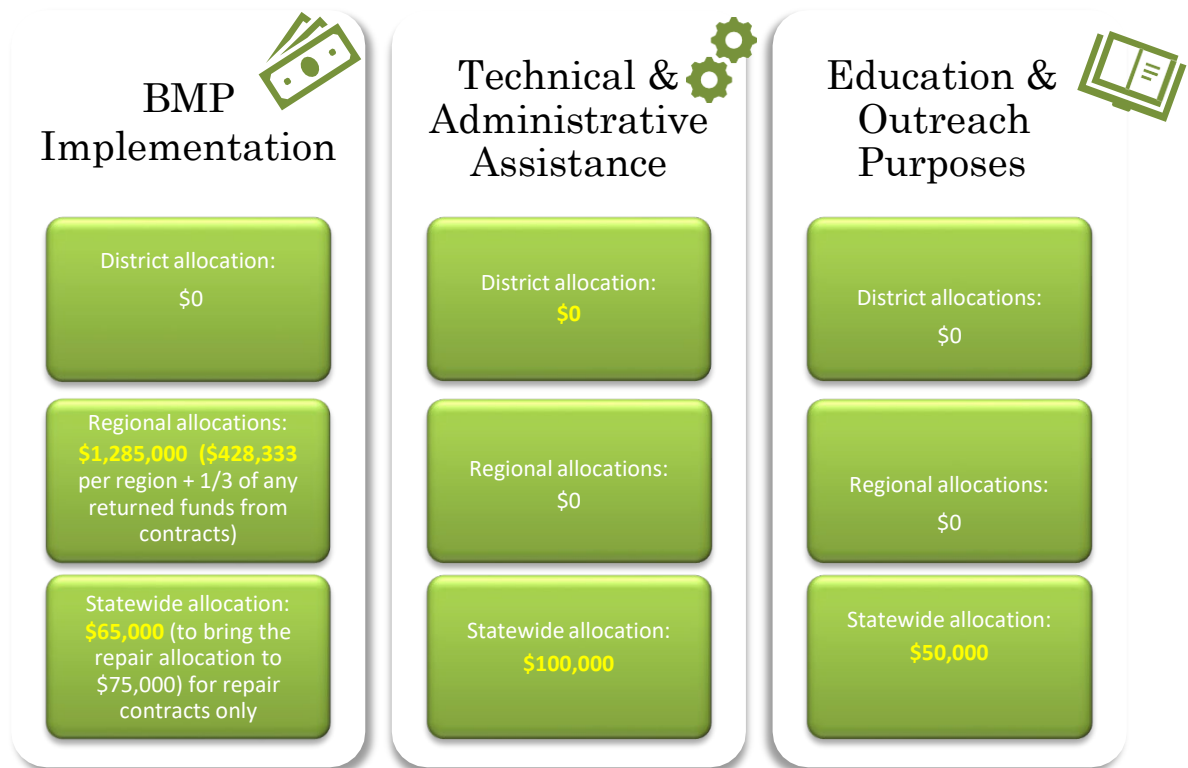 BMP
Implementation
District allocation:
$0
Regional allocations:
$1,285,000  ($428,333
per region + 1/3 of any
returned funds from
contracts)
Statewide allocation:
$65,000 (to bring the
repair allocation to
$75,000) for repair
contracts only
Technical &
Administrative
Assistance
District allocation:
$0
Regional allocations:
$0
Statewide allocation:
$100,000
Education &
Outreach
Purposes
District allocations:
$0
Regional allocations:
$0
Statewide allocation:
$50,000